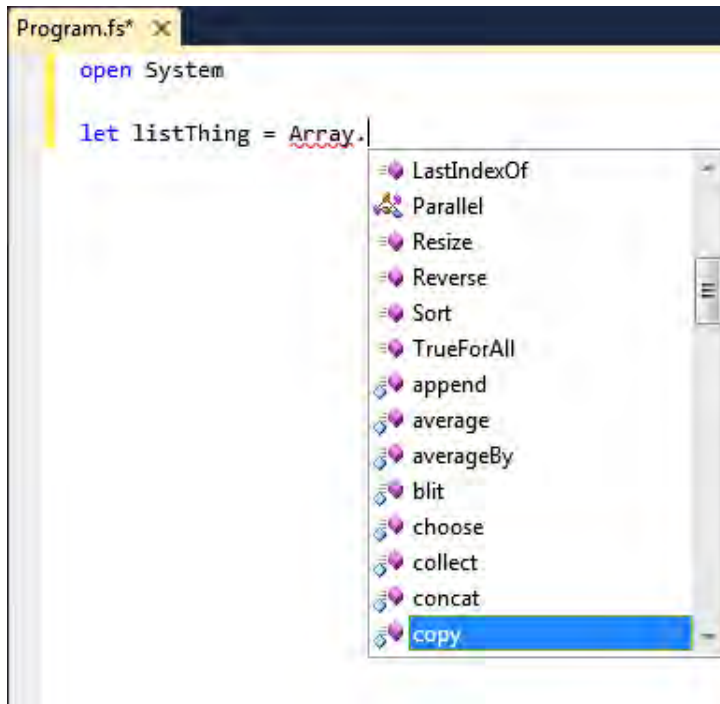 Program.fs*
open System
let listThing = Array.
LastIndexOf
Parallel
Resize
Reverse
Sort
TrueForAll
append
average
averageBy
blit
choose
collect
concat
copy